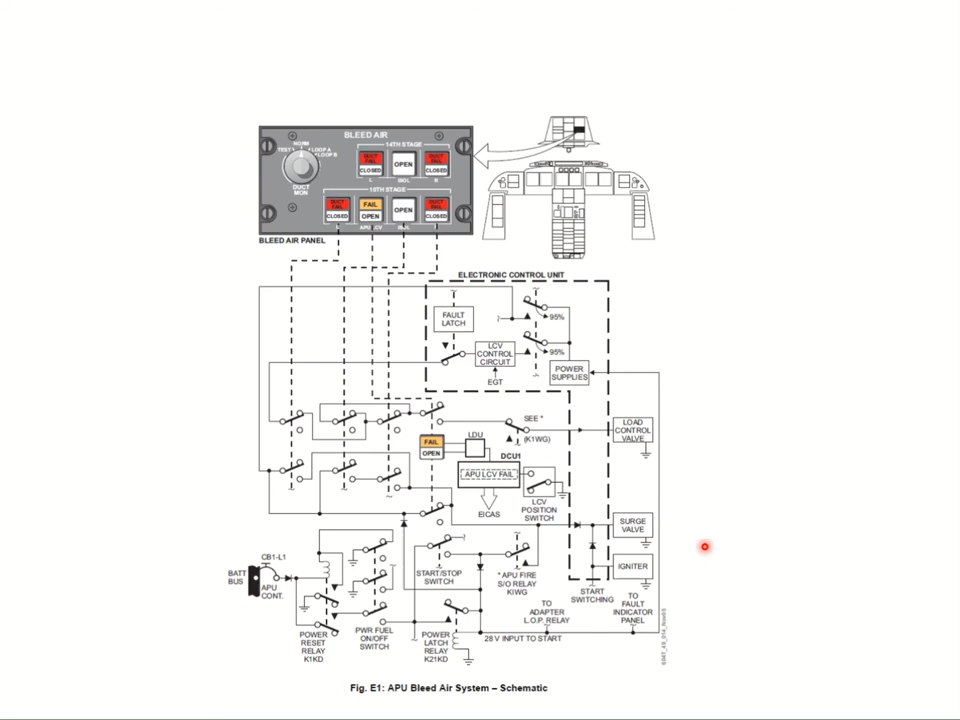 BLEED AIR
NORM
TEST LOOP A
LOOP B
DUCT
MON
14TH STAGE
DUCT
FAIL
CLOSED
OPEN
DUCT
FAIL
CLOSED
L ISOL R
10TH STAGE
DUCT
FAIL
CLOSED
FAIL
OPEN
OPEN
DUCT
FAIL
CLOSED
L APU LCV ISOL
BLEED AIR PANEL
ELECTRONIC CONTROL UNIT
FAULT
LATCH
95%
LCV
CONTROL
CIRCUIT
95%
EGT
POWER
SUPPLIES
SEE *
(K1WG)
LOAD
CONTROL
VALVE
FAIL
OPEN
LDU
DCU1
APU LCV FAIL
EICAS
LCV
POSITION
SWITCH
SURGE
VALVE
IGNITER
CB1-L1
BATT
BUS
APU
CONT.
START/STOP
SWITCH
* APU FIRE
S/O RELAY
KIWG
START
SWITCHING
TO
ADAPTER
L.O.P. RELAY
TO
FAULT
INDICATOR
PANEL
POWER
RESET
RELAY
K1KD
PWR FUEL
ON/OFF
SWITCH
POWER
LATCH
RELAY
K21KD
28 V INPUT TO START
Fig. E1: APU Bleed Air System – Schematic